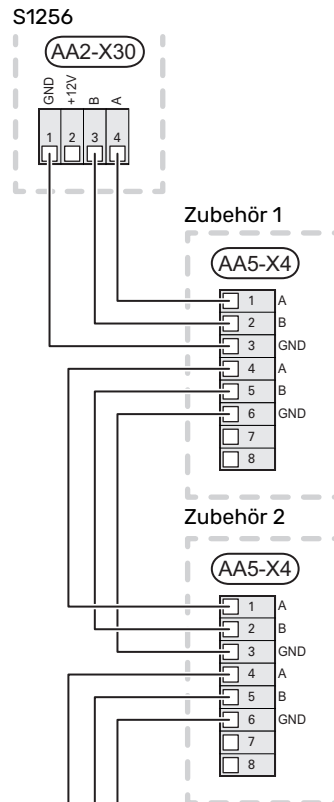 S1256
AA2-X30
GND +12V B A
1 2 3 4
Zubehör 1
AA5-X4
1 A
2 B
3 GND
4 A
5 B
6 GND
7
8
Zubehör 2
AA5-X4
1 A
2 B
3 GND
4 A
5 B
6 GND
7
8